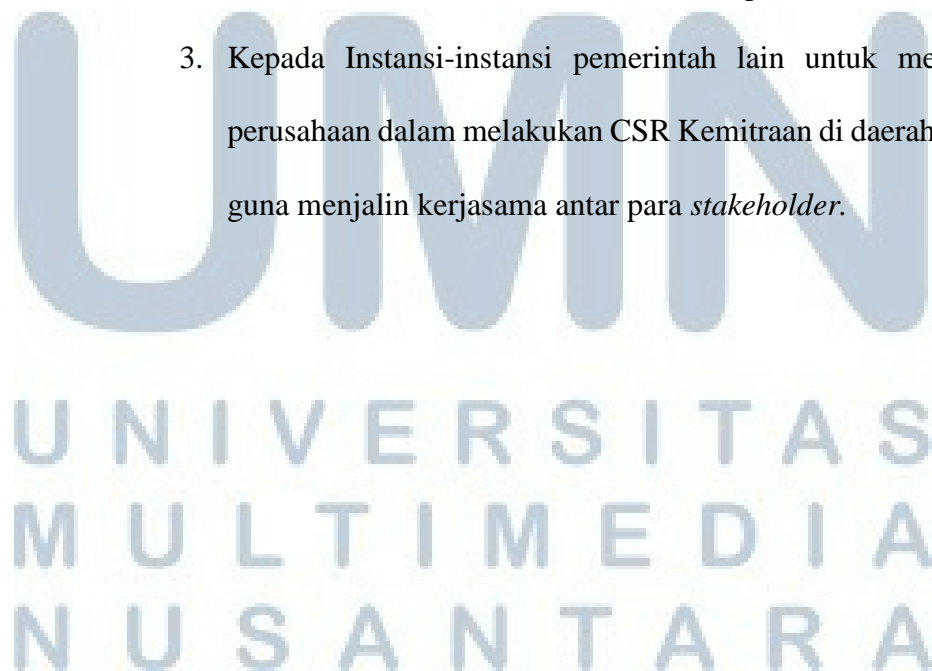 3. Kepada Instansi-instansi pemerintah lain untuk
perusahaan dalam melakukan CSR Kemitraan di daerah
guna menjalin kerjasama antar para stakeholder.
UMN
UNIVERSITAS
MULTIMEDIA
NUSANTARA